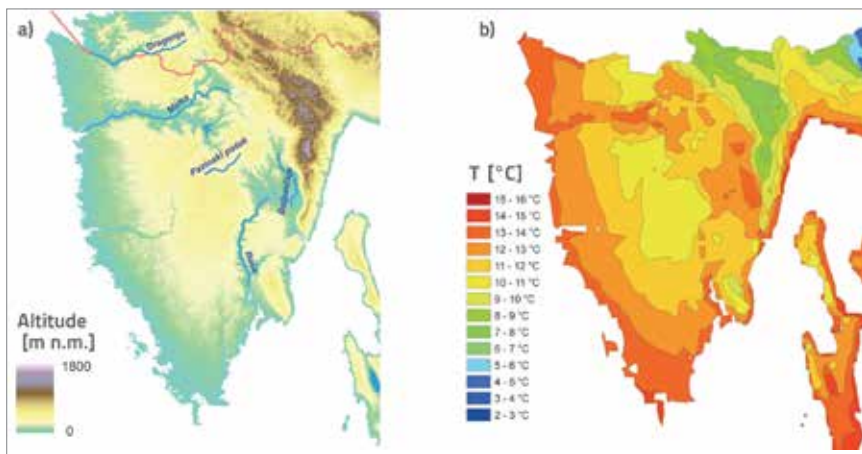 a)
Dragonja
Mirna
Pazinski potok
Raša
Altitude
[m n.m.]
1800
0
b)
T [°C]
15 - 16 °C
14 - 15 °C
13 - 14 °C
12 - 13 °C
11 - 12 °C
10 - 11 °C
9 - 10 °C
8 - 9 °C
7 - 8 °C
6 - 7 °C
5 - 6 °C
4 - 5 °C
3 - 4 °C
2 - 3 °C